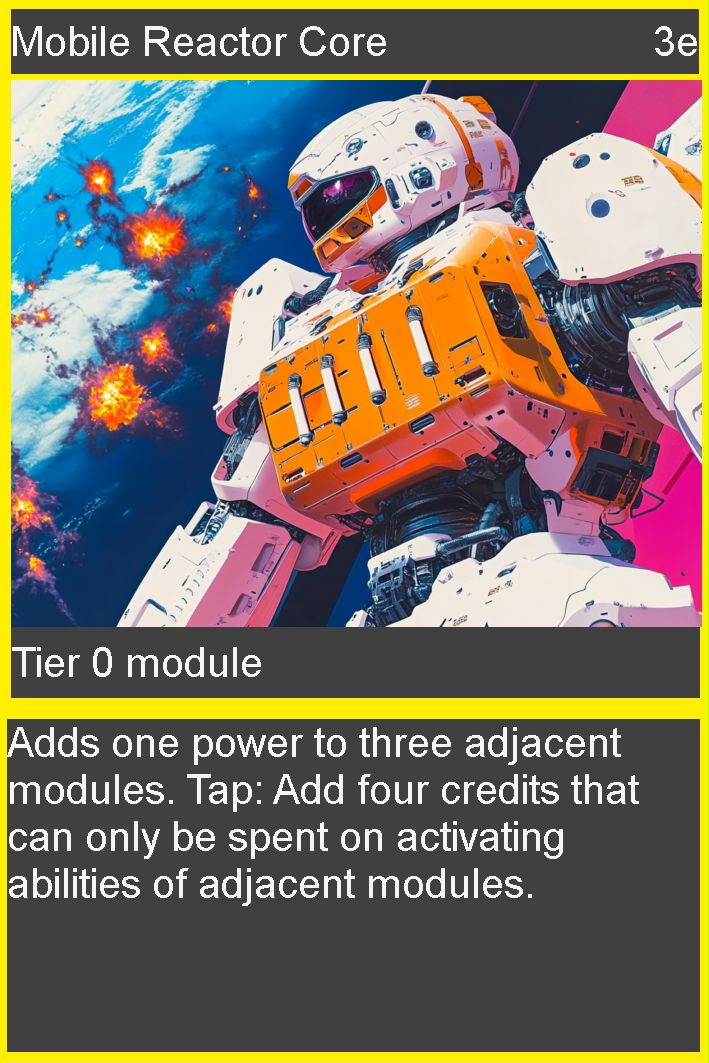 Mobile Reactor Core 3e
Tier 0 module
Adds one power to three adjacent
modules. Tap: Add four credits that
can only be spent on activating
abilities of adjacent modules.